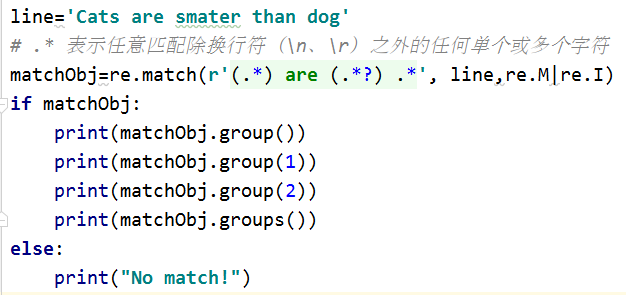 line='Cats are smater than dog'
# .* 表示任意匹配除换行符（\n、\r）之外的任何单个或多个字符
matchObj=re.match(r'(.*) are (.*?) .*', line,re.M|re.I)
if matchObj:
    print(matchObj.group())
    print(matchObj.group(1))
    print(matchObj.group(2))
    print(matchObj.groups())
else:
    print("No match!")